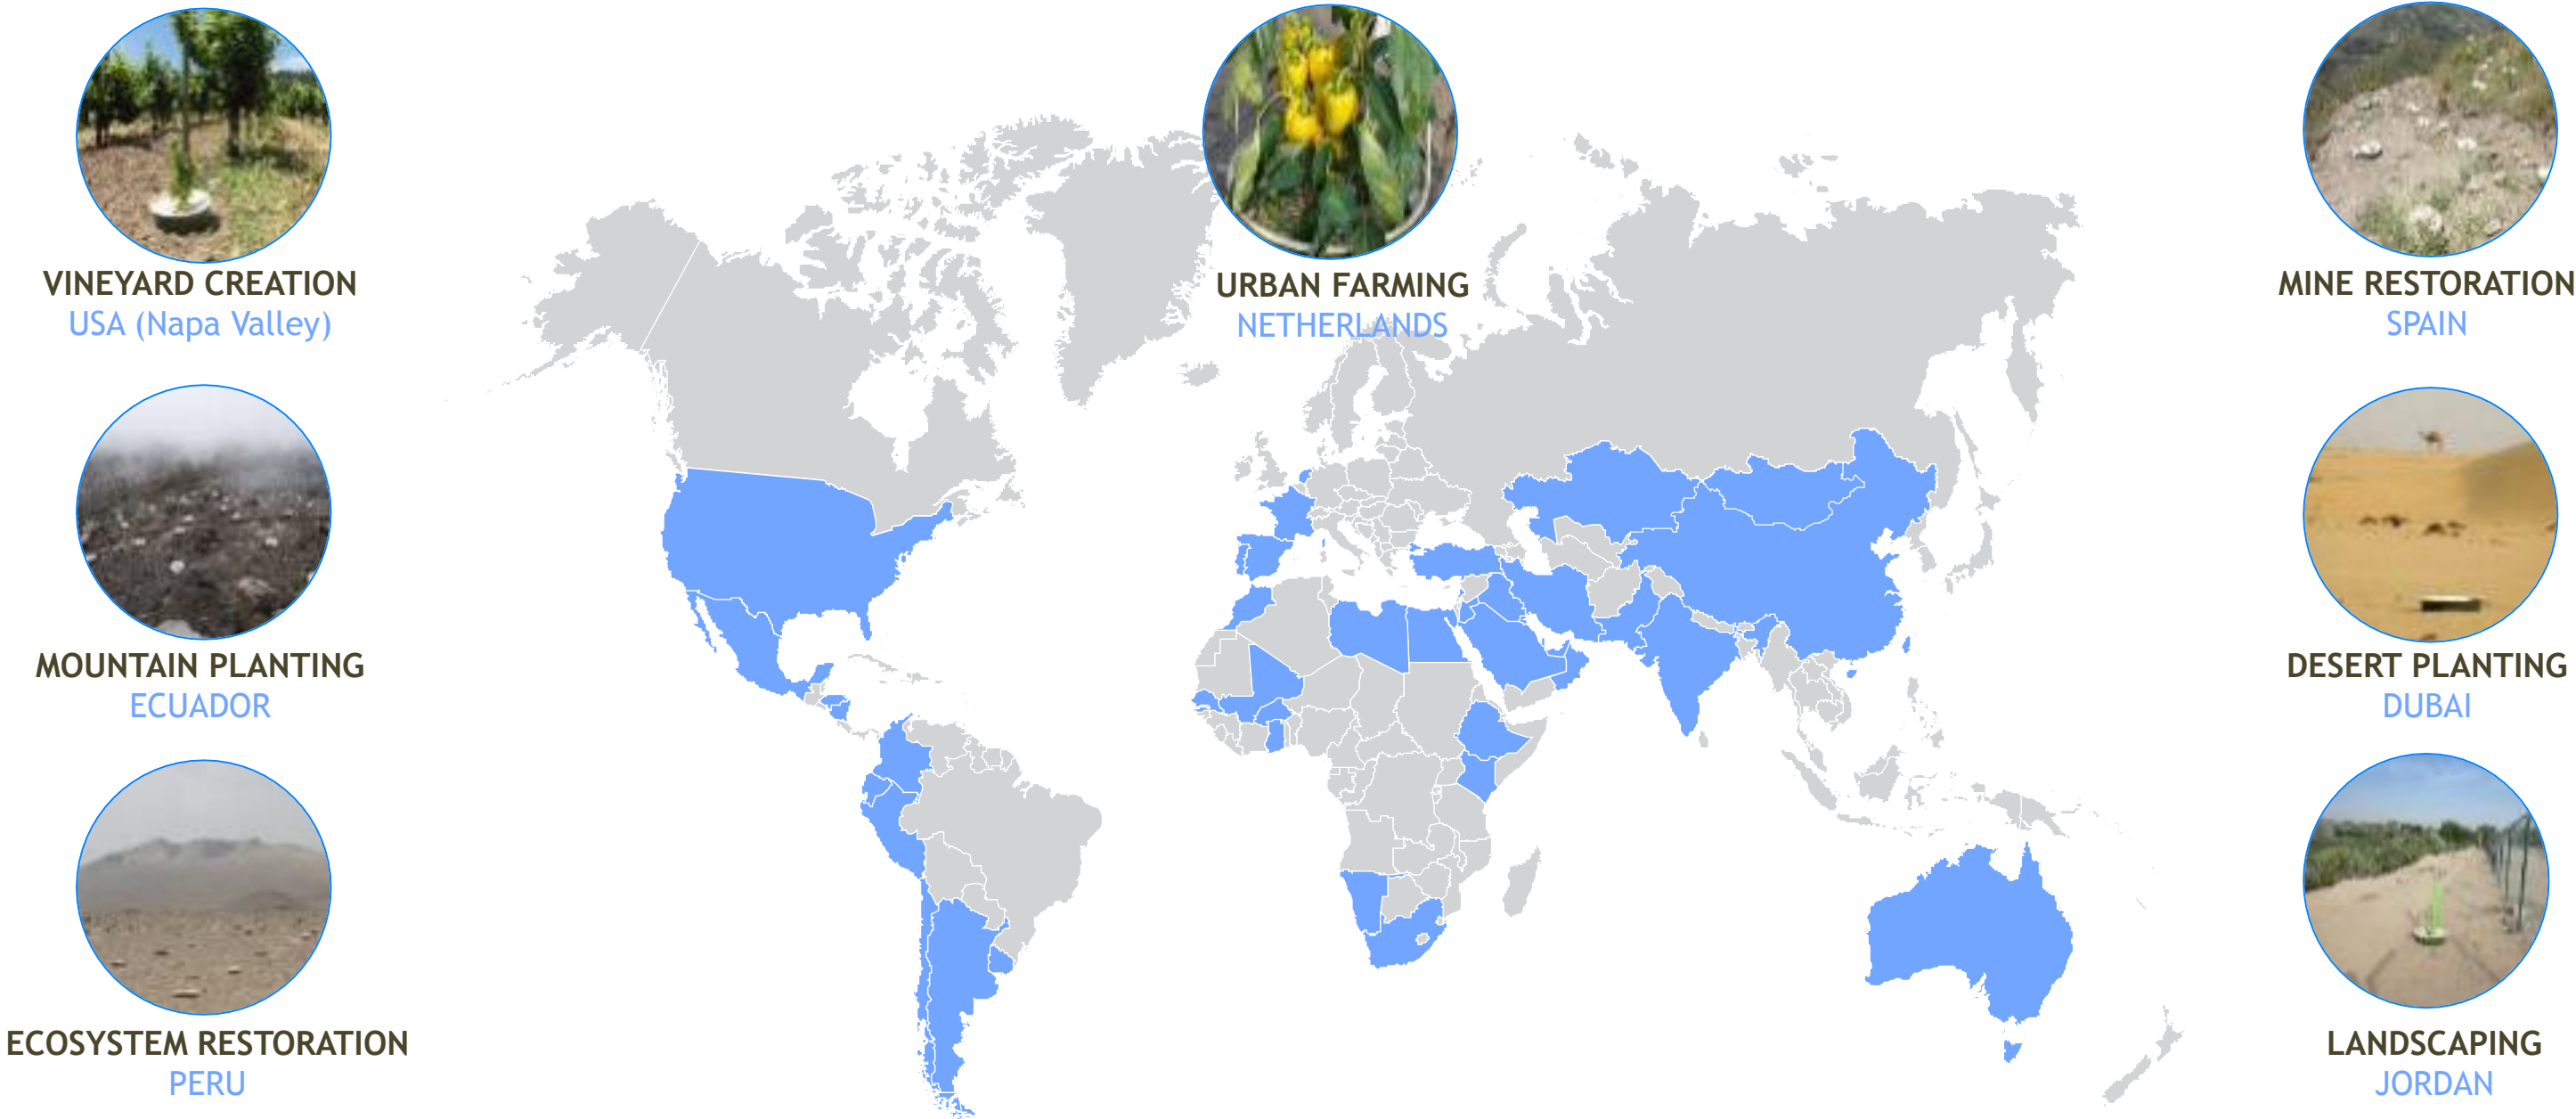 VINEYARD CREATION
USA (Napa Valley)
URBAN FARMING
NETHERLANDS
MINE RESTORATION
SPAIN
MOUNTAIN PLANTING
ECUADOR
DESERT PLANTING
DUBAI
ECOSYSTEM RESTORATION
PERU
LANDSCAPING
JORDAN